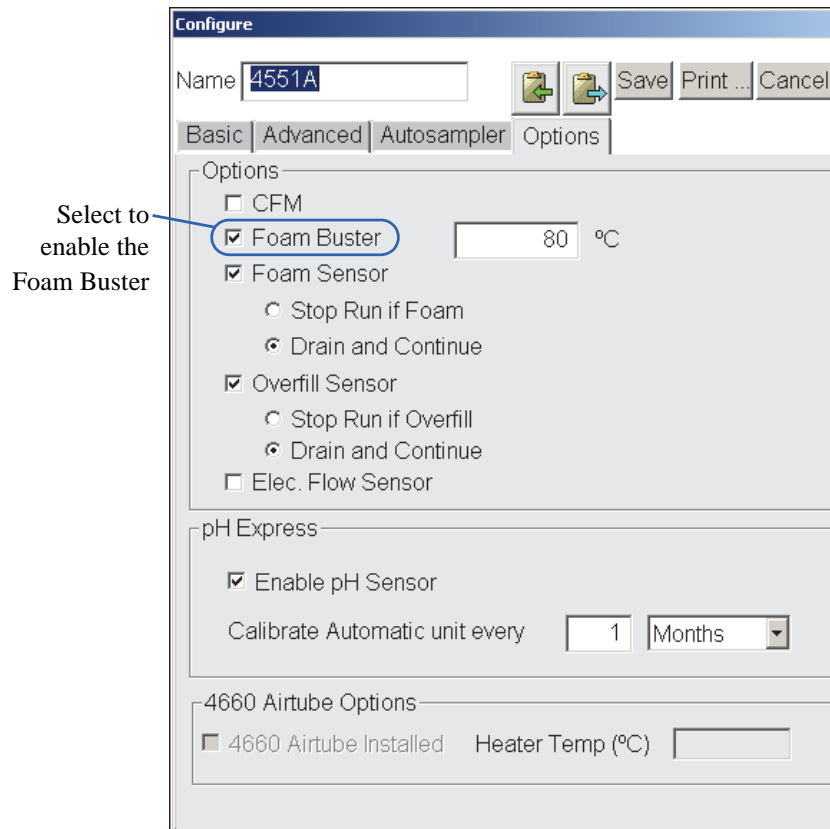 Configure
Name 4551A Save Print ... Cancel
Basic Advanced Autosampler Options
Options
CFM
Select to
enable the
Foam Buster
Foam Buster 80 ºC
Foam Sensor
Stop Run if Foam
Drain and Continue
Overfill Sensor
Stop Run if Overfill
Drain and Continue
Elec. Flow Sensor
pH Express
Enable pH Sensor
Calibrate Automatic unit every 1 Months
4660 Airtube Options
4660 Airtube Installed Heater Temp (ºC)